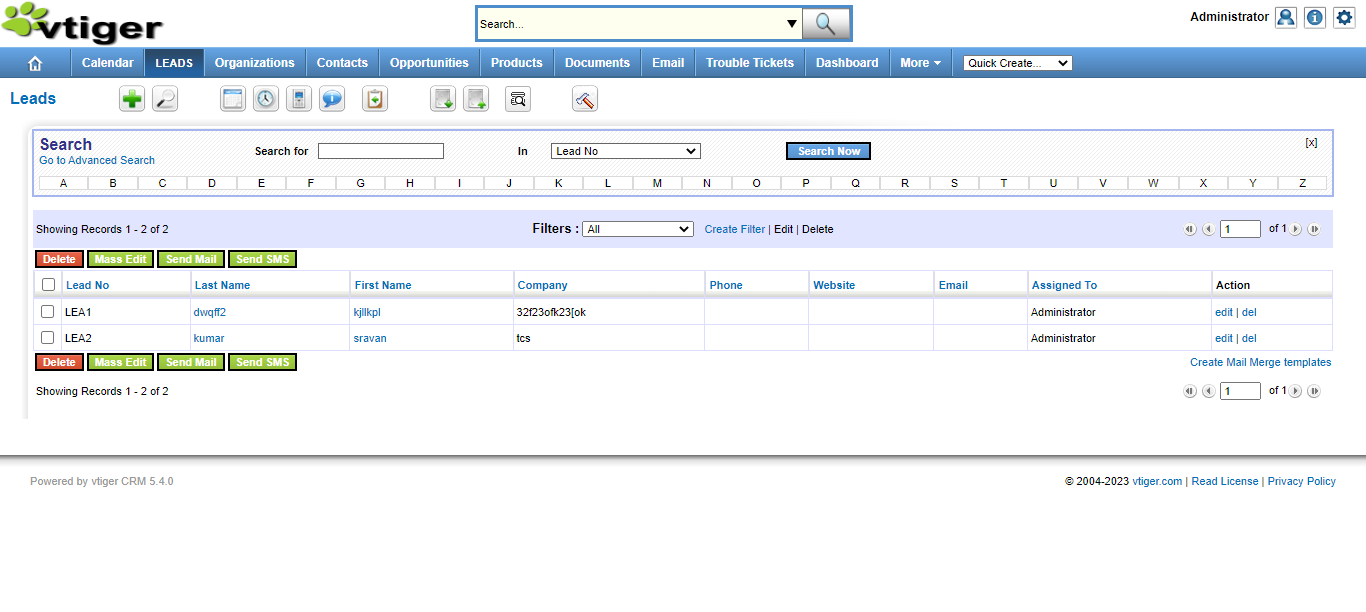 vtiger
Search...
Administrator
Calendar LEADS Organizations Contacts Opportunities Products Documents Email Trouble Tickets Dashboard More Quick Create...
Leads
Search
Go to Advanced Search
Search for In Lead No Search Now [x]
A B C D E F G H I J K L M N O P Q R S T U V W X Y Z
Showing Records 1 - 2 of 2 Filters : All Create Filter | Edit | Delete 1 of 1
Delete Mass Edit Send Mail Send SMS
Lead No Last Name First Name Company Phone Website Email Assigned To Action
LEA1 dwqff2 kjllkpl 32f23ofk23[ok Administrator edit | del
LEA2 kumar sravan tcs Administrator edit | del
Delete Mass Edit Send Mail Send SMS Create Mail Merge templates
Showing Records 1 - 2 of 2 1 of 1
Powered by vtiger CRM 5.4.0 © 2004-2023 vtiger.com | Read License | Privacy Policy